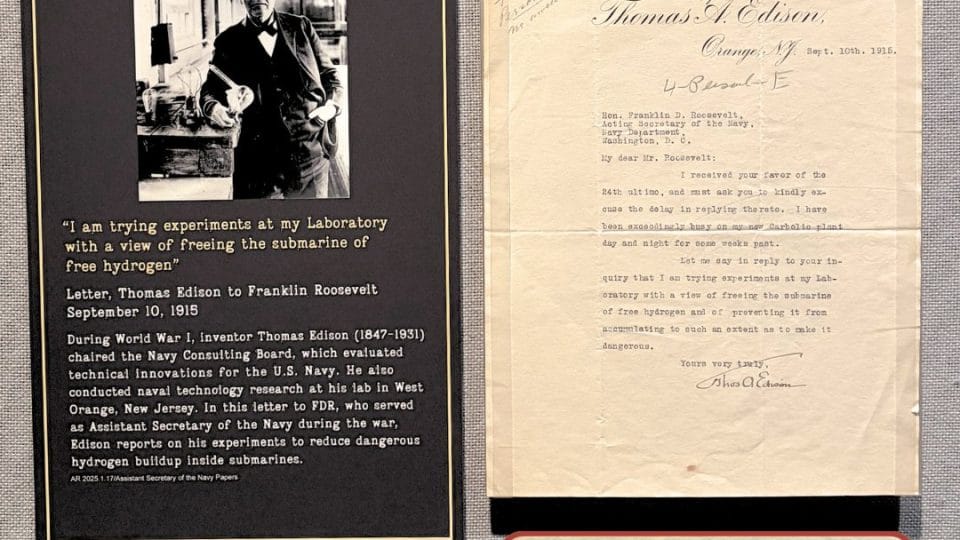 “I am trying experiments at my Laboratory
with a view of freeing the submarine of
free hydrogen”
Letter, Thomas Edison to Franklin Roosevelt
September 10, 1915
During World War I, inventor Thomas Edison (1847-1931)
chaired the Navy Consulting Board, which evaluated
technical innovations for the U.S. Navy. He also
conducted naval technology research at his lab in West
Orange, New Jersey. In this letter to FDR, who served
as Assistant Secretary of the Navy during the war,
Edison reports on his experiments to reduce dangerous
hydrogen buildup inside submarines.
AR 2025.1.17/Assistant Secretary of the Navy Papers
Thomas A. Edison,
Orange, N.J. Sept. 10th. 1915.
Hon. Franklin D. Roosevelt,
Acting Secretary of the Navy,
Navy Department,
Washington, D. C.
My dear Mr. Roosevelt:
I received your favor of the
24th ultimo, and must ask you to kindly ex-
cuse the delay in replying thereto. I have
been exceedingly busy on my new Carbolic plant
day and night for some weeks past.
Let me say in reply to your in-
quiry that I am trying experiments at my Lab-
oratory with a view of freeing the submarine
of free hydrogen and of preventing it from
accumulating to such an extent as to make it
dangerous.
Yours very truly,
Thos A Edison